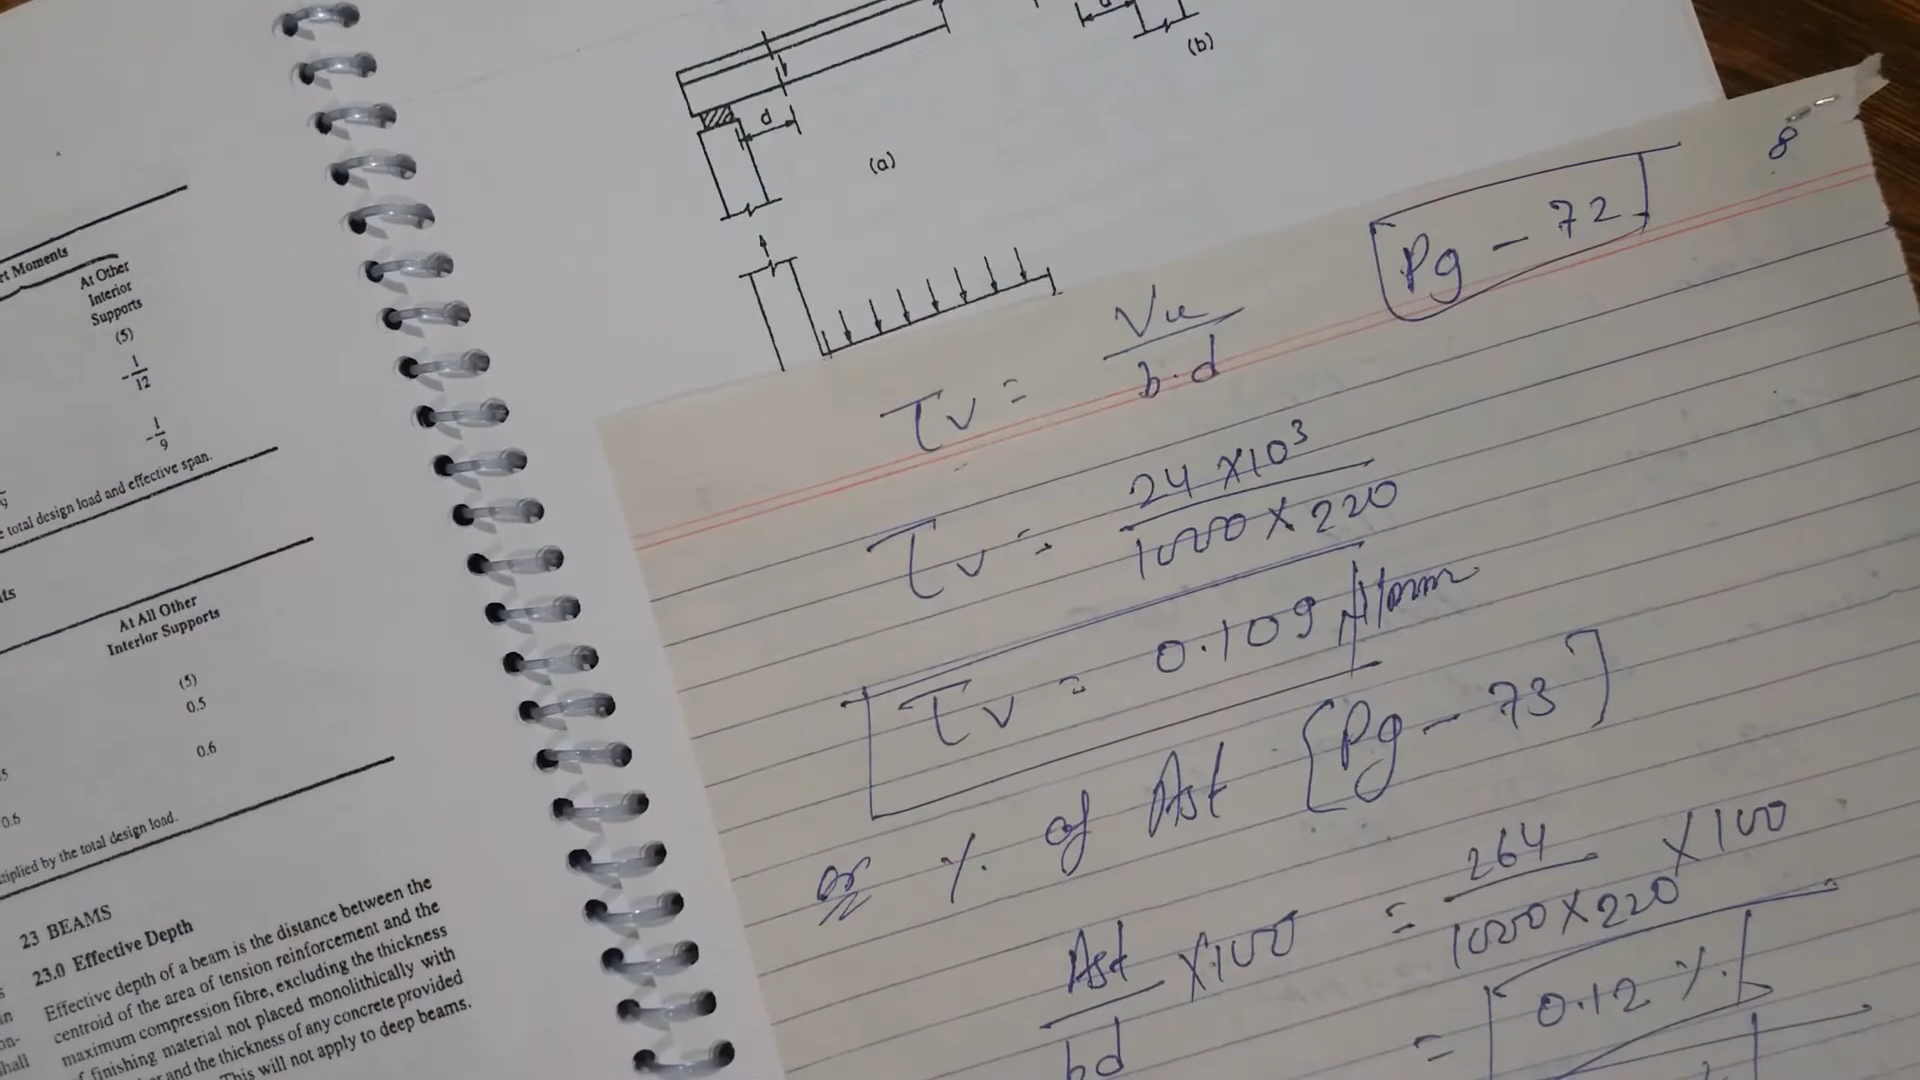 rt Moments
At Other
Interior
Supports
(5)
-1/12
-1/9
e total design load and effective span.
nts
At All Other
Interior Supports
(5)
0.5
0.6
0.6
ltiplied by the total design load.
23 BEAMS
23.0 Effective Depth
Effective depth of a beam is the distance between the
centroid of the area of tension reinforcement and the
maximum compression fibre, excluding the thickness
of finishing material not placed monolithically with
and the thickness of any concrete provided
This will not apply to deep beams.
d
(a)
d
(b)
8
Pg - 72
τv = Vu / b.d
τv = 24 x 10³ / 1000 x 220
τv = 0.109 N/mm
% of Ast [Pg - 73]
Ast / bd x 100 = 264 / 1000 x 220 x 100
= 0.12 %